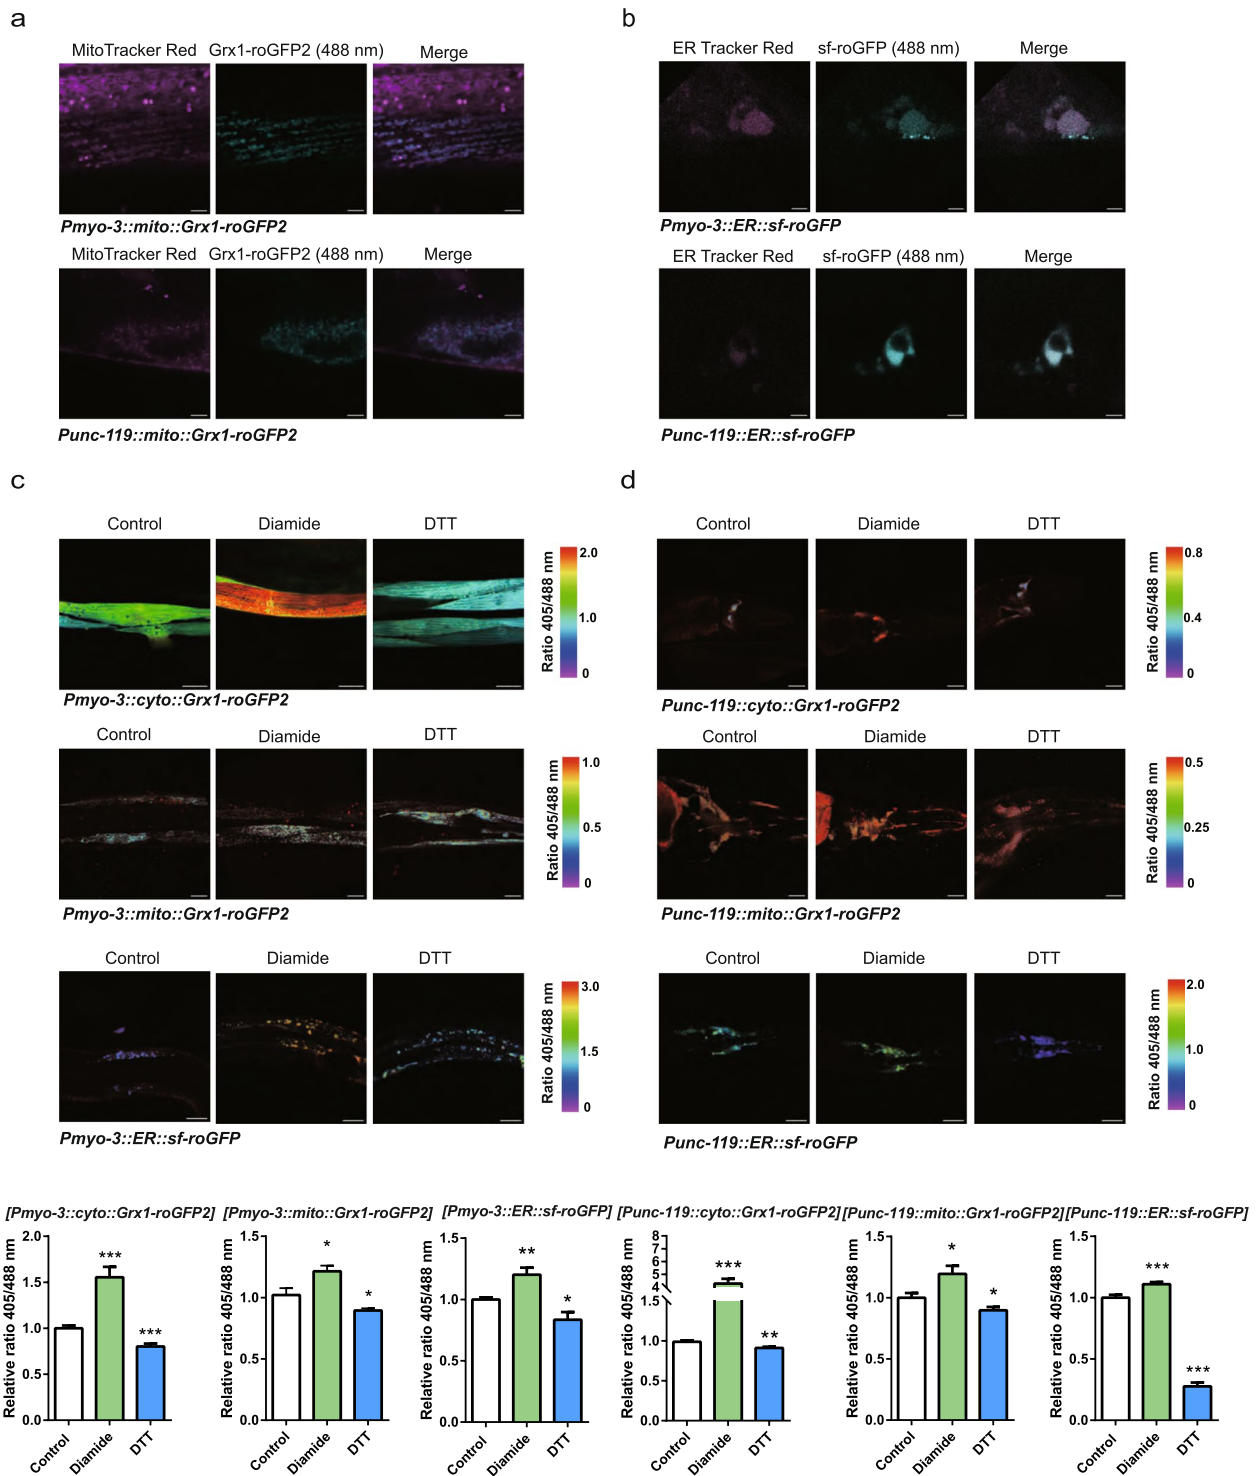 a
b
MitoTracker Red Grx1-roGFP2 (488 nm) Merge
ER Tracker Red sf-roGFP (488 nm) Merge
Pmyo-3::mito::Grx1-roGFP2
Pmyo-3::ER::sf-roGFP
MitoTracker Red Grx1-roGFP2 (488 nm) Merge
ER Tracker Red sf-roGFP (488 nm) Merge
Punc-119::mito::Grx1-roGFP2
Punc-119::ER::sf-roGFP
c
d
Control Diamide DTT
2.0
1.0
0
Ratio 405/488 nm
Pmyo-3::cyto::Grx1-roGFP2
Control Diamide DTT
0.8
0.4
0
Ratio 405/488 nm
Punc-119::cyto::Grx1-roGFP2
Control Diamide DTT
1.0
0.5
0
Ratio 405/488 nm
Pmyo-3::mito::Grx1-roGFP2
Control Diamide DTT
0.5
0.25
0
Ratio 405/488 nm
Punc-119::mito::Grx1-roGFP2
Control Diamide DTT
3.0
1.5
0
Ratio 405/488 nm
Pmyo-3::ER::sf-roGFP
Control Diamide DTT
2.0
1.0
0
Ratio 405/488 nm
Punc-119::ER::sf-roGFP
[Pmyo-3::cyto::Grx1-roGFP2]
Relative ratio 405/488 nm
2.0
1.5
1.0
0.5
0.0
***
***
Control Diamide DTT
[Pmyo-3::mito::Grx1-roGFP2]
Relative ratio 405/488 nm
1.5
1.0
0.5
0.0
*
*
Control Diamide DTT
[Pmyo-3::ER::sf-roGFP]
Relative ratio 405/488 nm
1.5
1.0
0.5
0.0
**
*
Control Diamide DTT
[Punc-119::cyto::Grx1-roGFP2]
Relative ratio 405/488 nm
8
7
6
5
4
1.5
1.0
0.5
0.0
***
**
Control Diamide DTT
[Punc-119::mito::Grx1-roGFP2]
Relative ratio 405/488 nm
1.5
1.0
0.5
0.0
*
*
Control Diamide DTT
[Punc-119::ER::sf-roGFP]
Relative ratio 405/488 nm
1.5
1.0
0.5
0.0
***
***
Control Diamide DTT